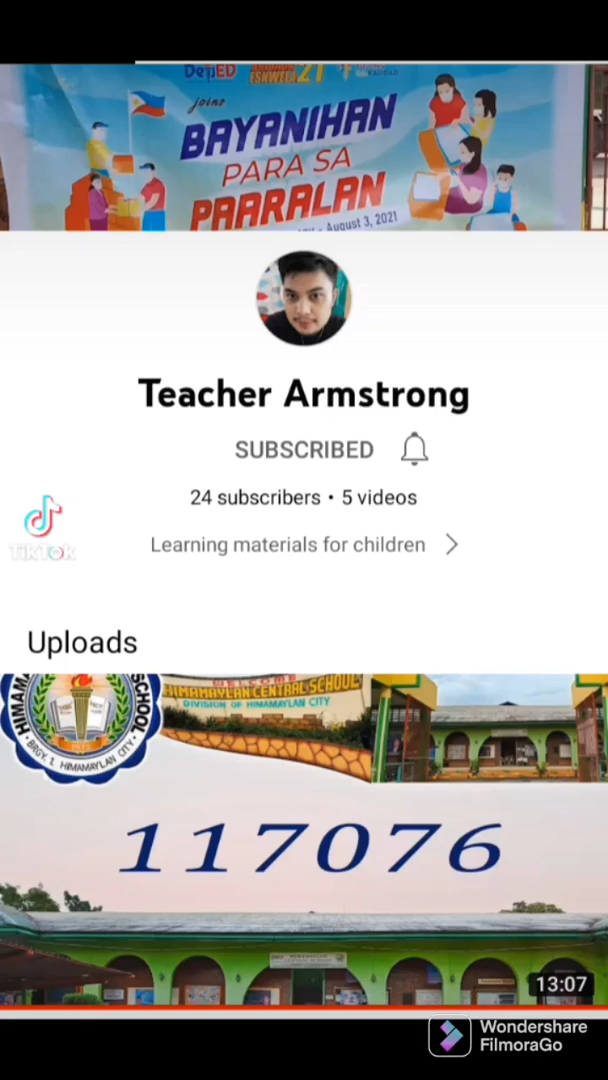 DepED
joins
BAYANIHAN
PARA SA
PAARALAN
August 3, 2021
Teacher Armstrong
SUBSCRIBED
24 subscribers • 5 videos
TikTok
Learning materials for children
Uploads
WELCOME
HIMAMAYLAN CENTRAL SCHOOL
DIVISION OF HIMAMAYLAN CITY
SCHOOL
BRGY. 1, HIMAMAYLAN CITY
117076
13:07
Wondershare
FilmoraGo